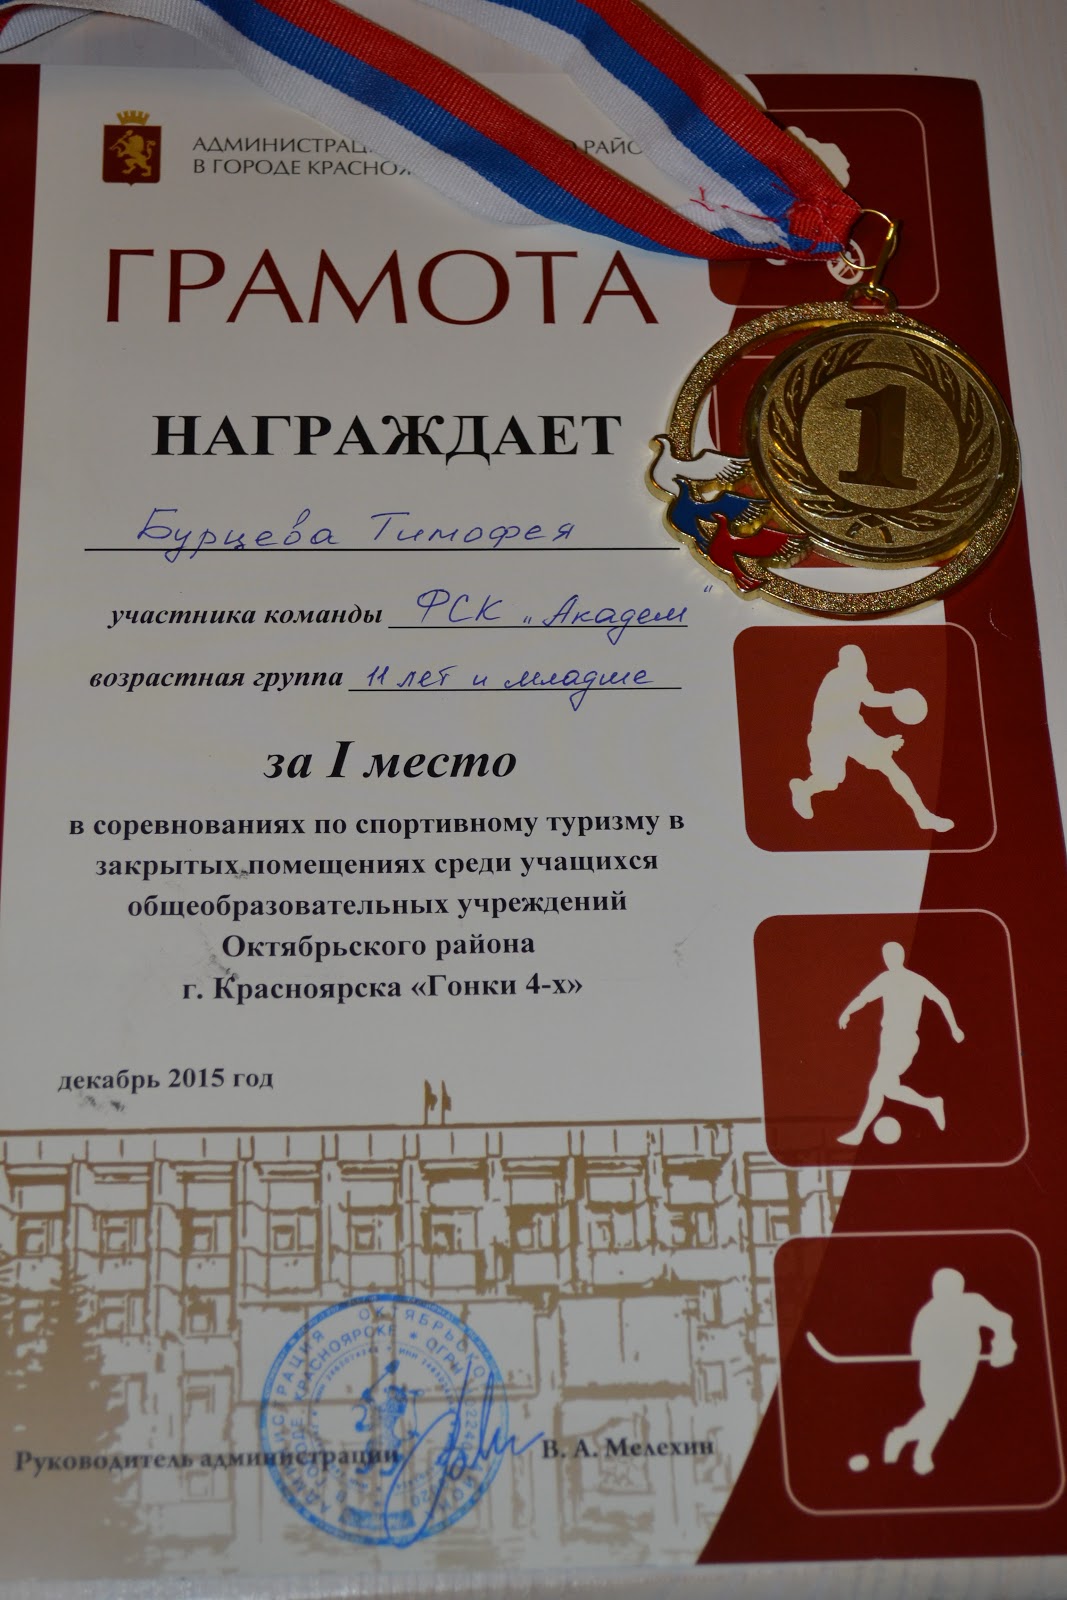 АДМИНИСТРАЦ
В ГОРОДЕ КРАСНОЯ
ГРАМОТА
1
НАГРАЖДАЕТ
Бурцева Тимофея
участника команды ФСК „Академ"
возрастная группа 11 лет и младше
за I место
в соревнованиях по спортивному туризму в
закрытых помещениях среди учащихся
общеобразовательных учреждений
Октябрьского района
г. Красноярска «Гонки 4-х»
декабрь 2015 год
Руководитель администрации В. А. Мелехин